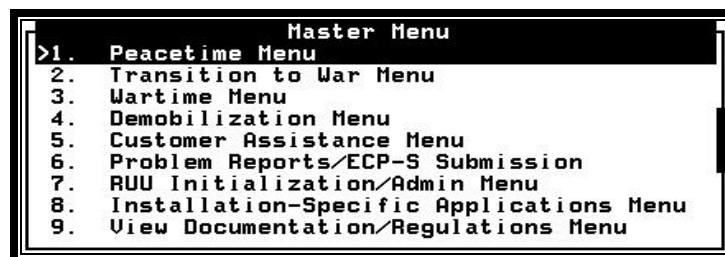 Master Menu
>1. Peacetime Menu
2. Transition to War Menu
3. Wartime Menu
4. Demobilization Menu
5. Customer Assistance Menu
6. Problem Reports/ECP-S Submission
7. RUU Initialization/Admin Menu
8. Installation-Specific Applications Menu
9. View Documentation/Regulations Menu